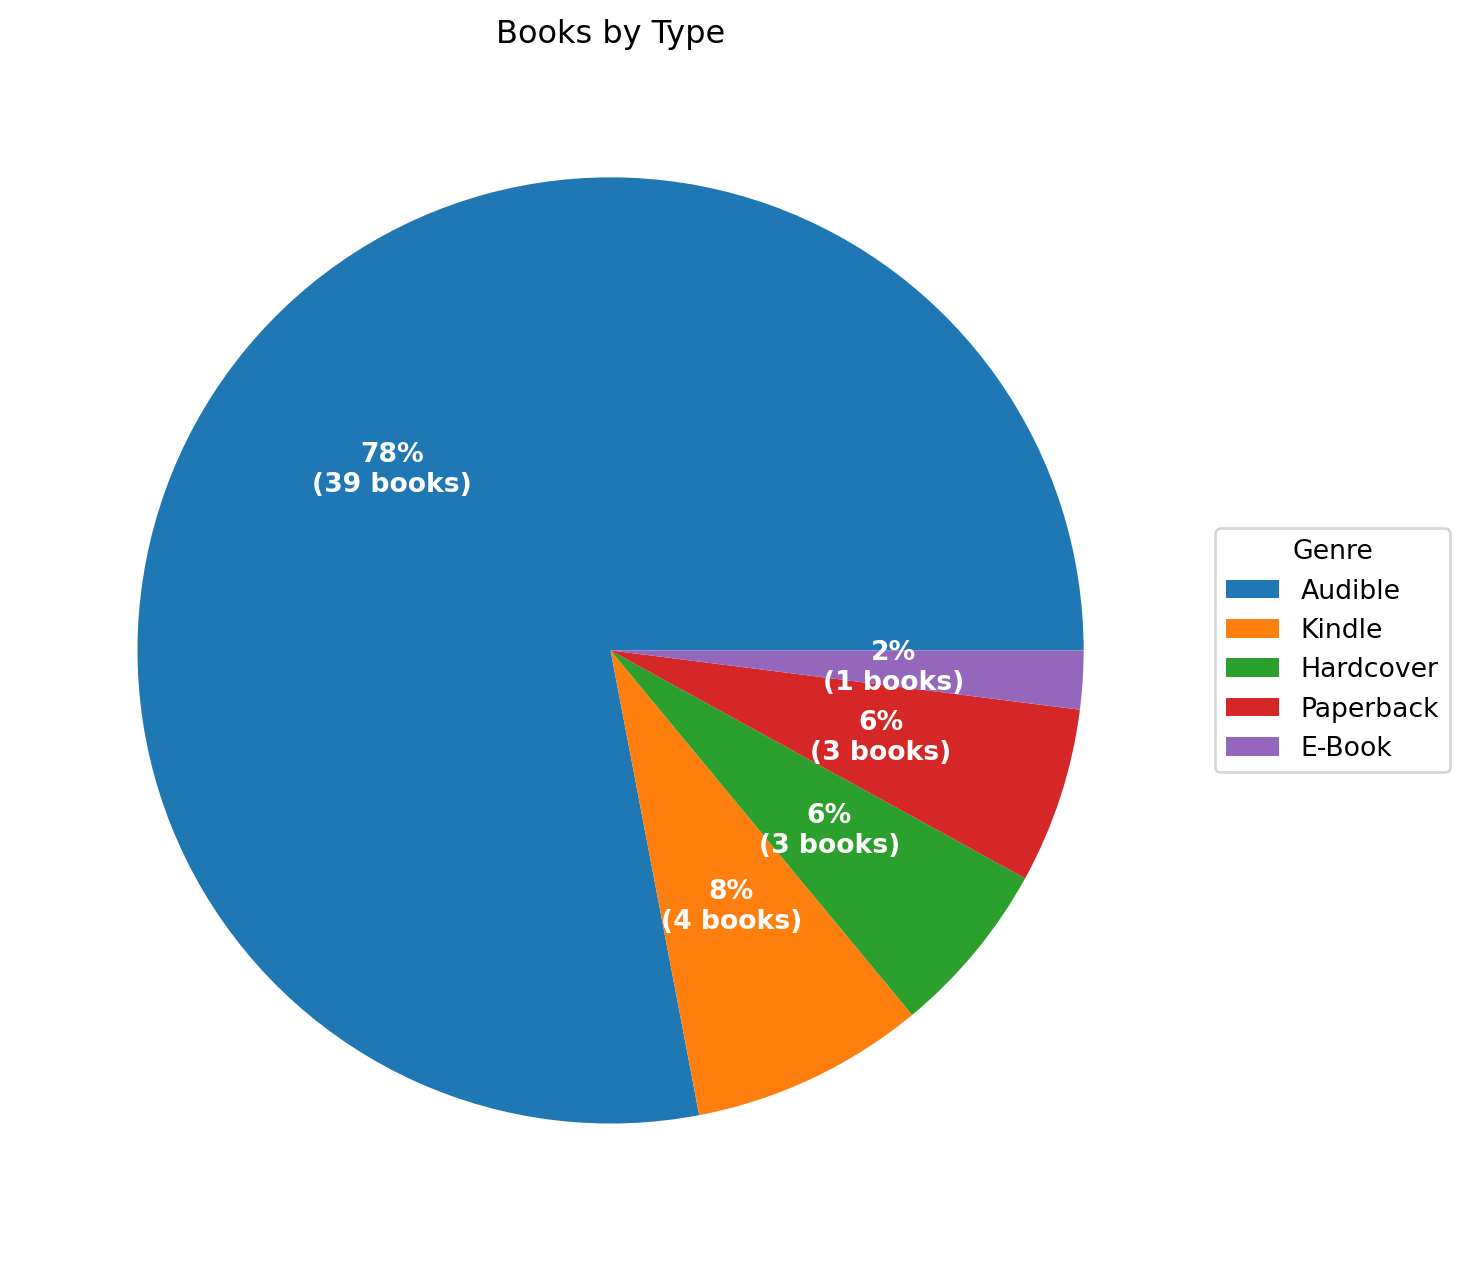 Books by Type
78%
(39 books)
2%
(1 books)
6%
(3 books)
6%
(3 books)
8%
(4 books)
Genre
Audible
Kindle
Hardcover
Paperback
E-Book